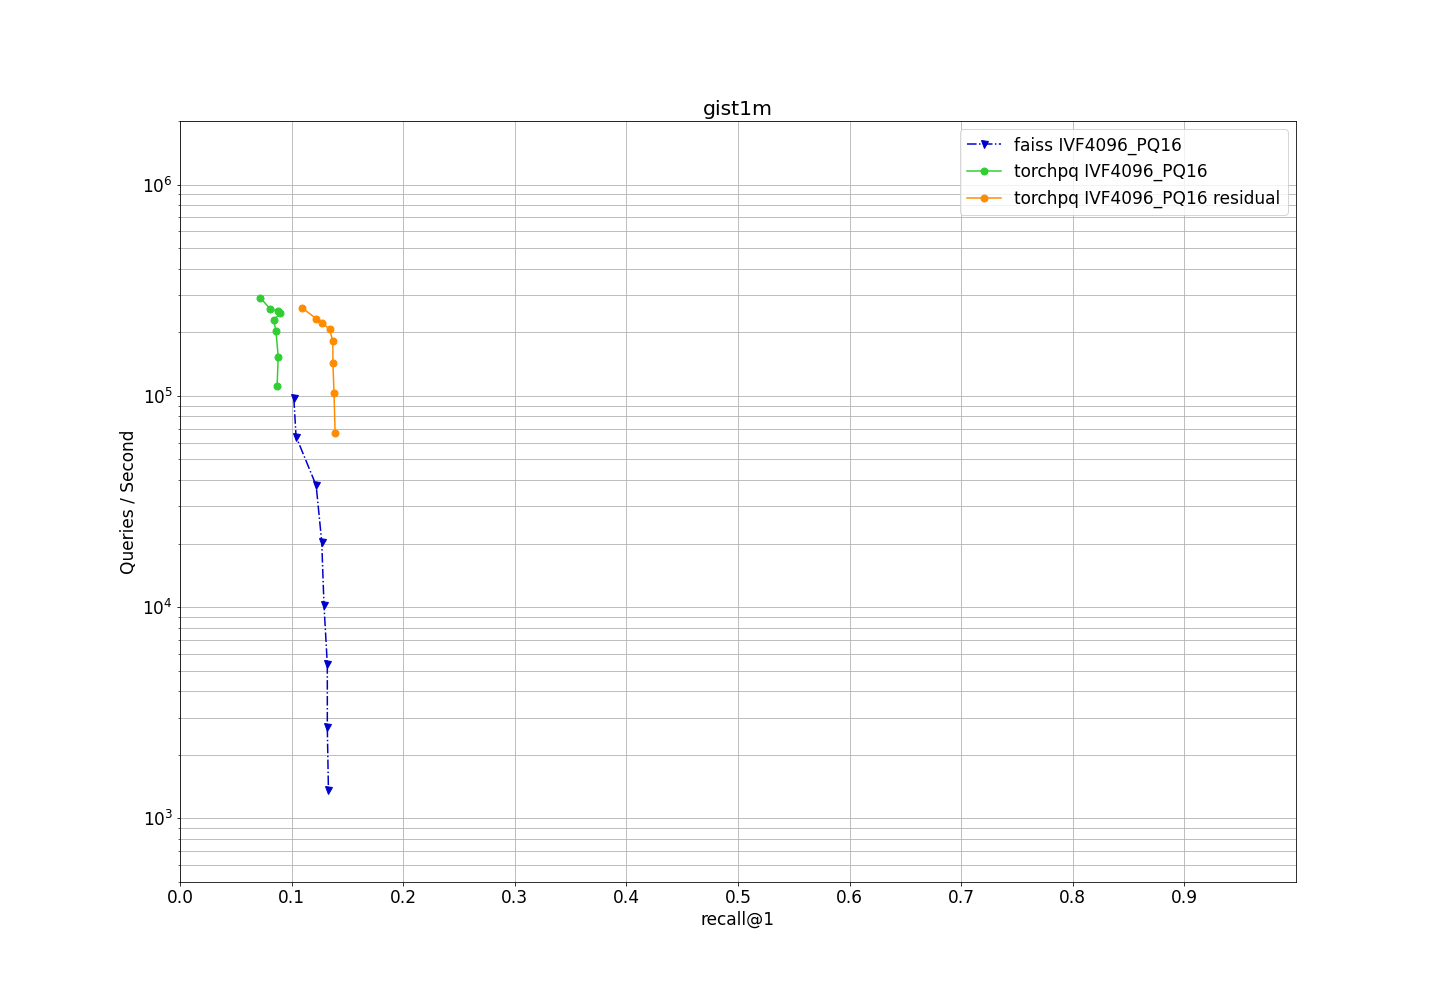 gist1m
faiss IVF4096_PQ16
torchpq IVF4096_PQ16
torchpq IVF4096_PQ16 residual
10^6
10^5
10^4
10^3
Queries / Second
0.0 0.1 0.2 0.3 0.4 0.5 0.6 0.7 0.8 0.9
recall@1